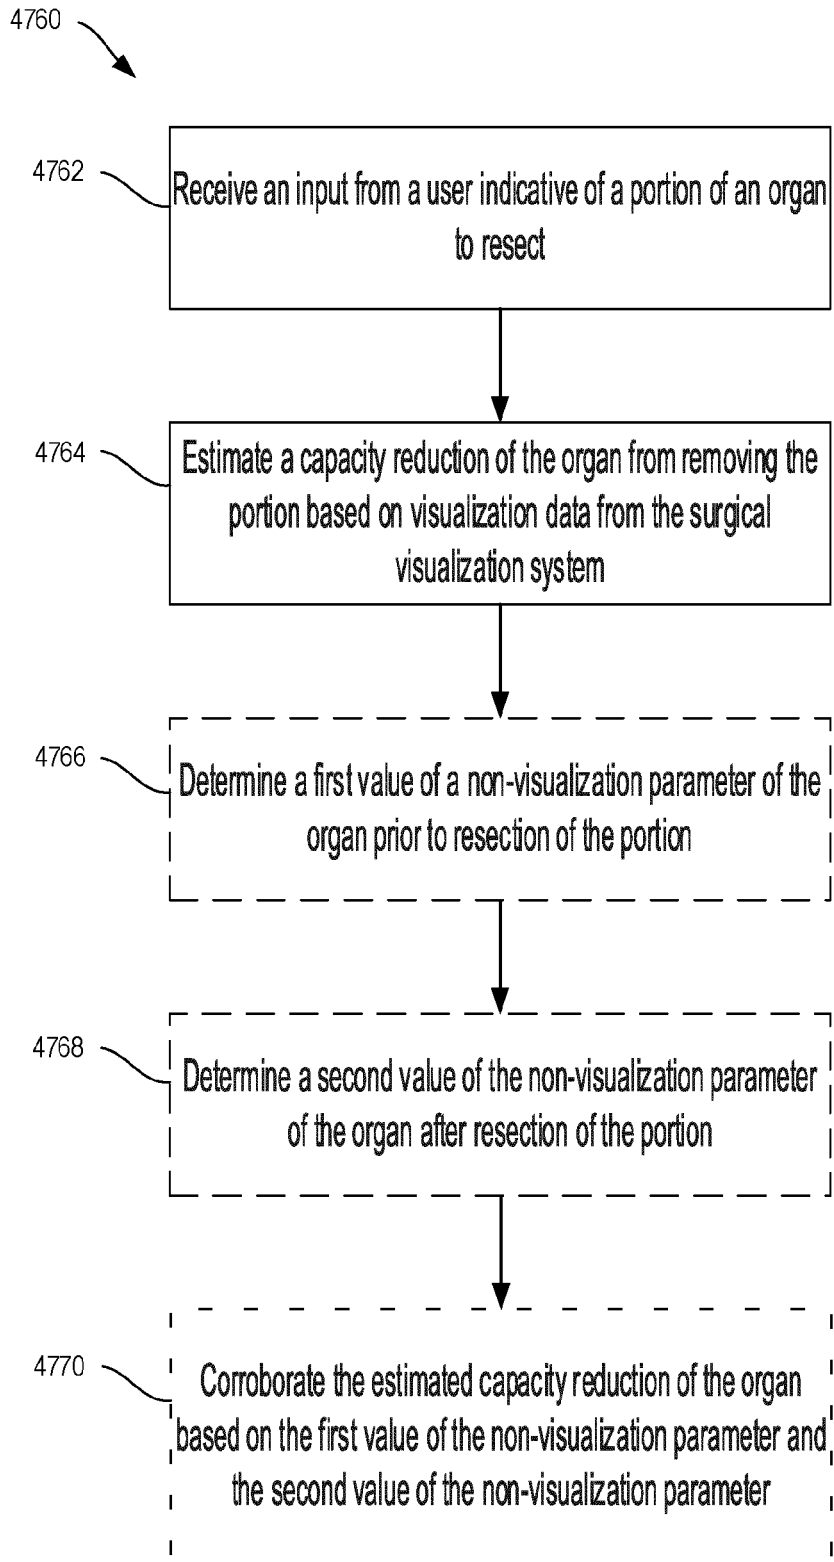 4760
4762
Receive an input from a user indicative of a portion of an organ
to resect
4764
Estimate a capacity reduction of the organ from removing the
portion based on visualization data from the surgical
visualization system
4766
Determine a first value of a non-visualization parameter of the
organ prior to resection of the portion
4768
Determine a second value of the non-visualization parameter
of the organ after resection of the portion
4770
Corroborate the estimated capacity reduction of the organ
based on the first value of the non-visualization parameter and
the second value of the non-visualization parameter